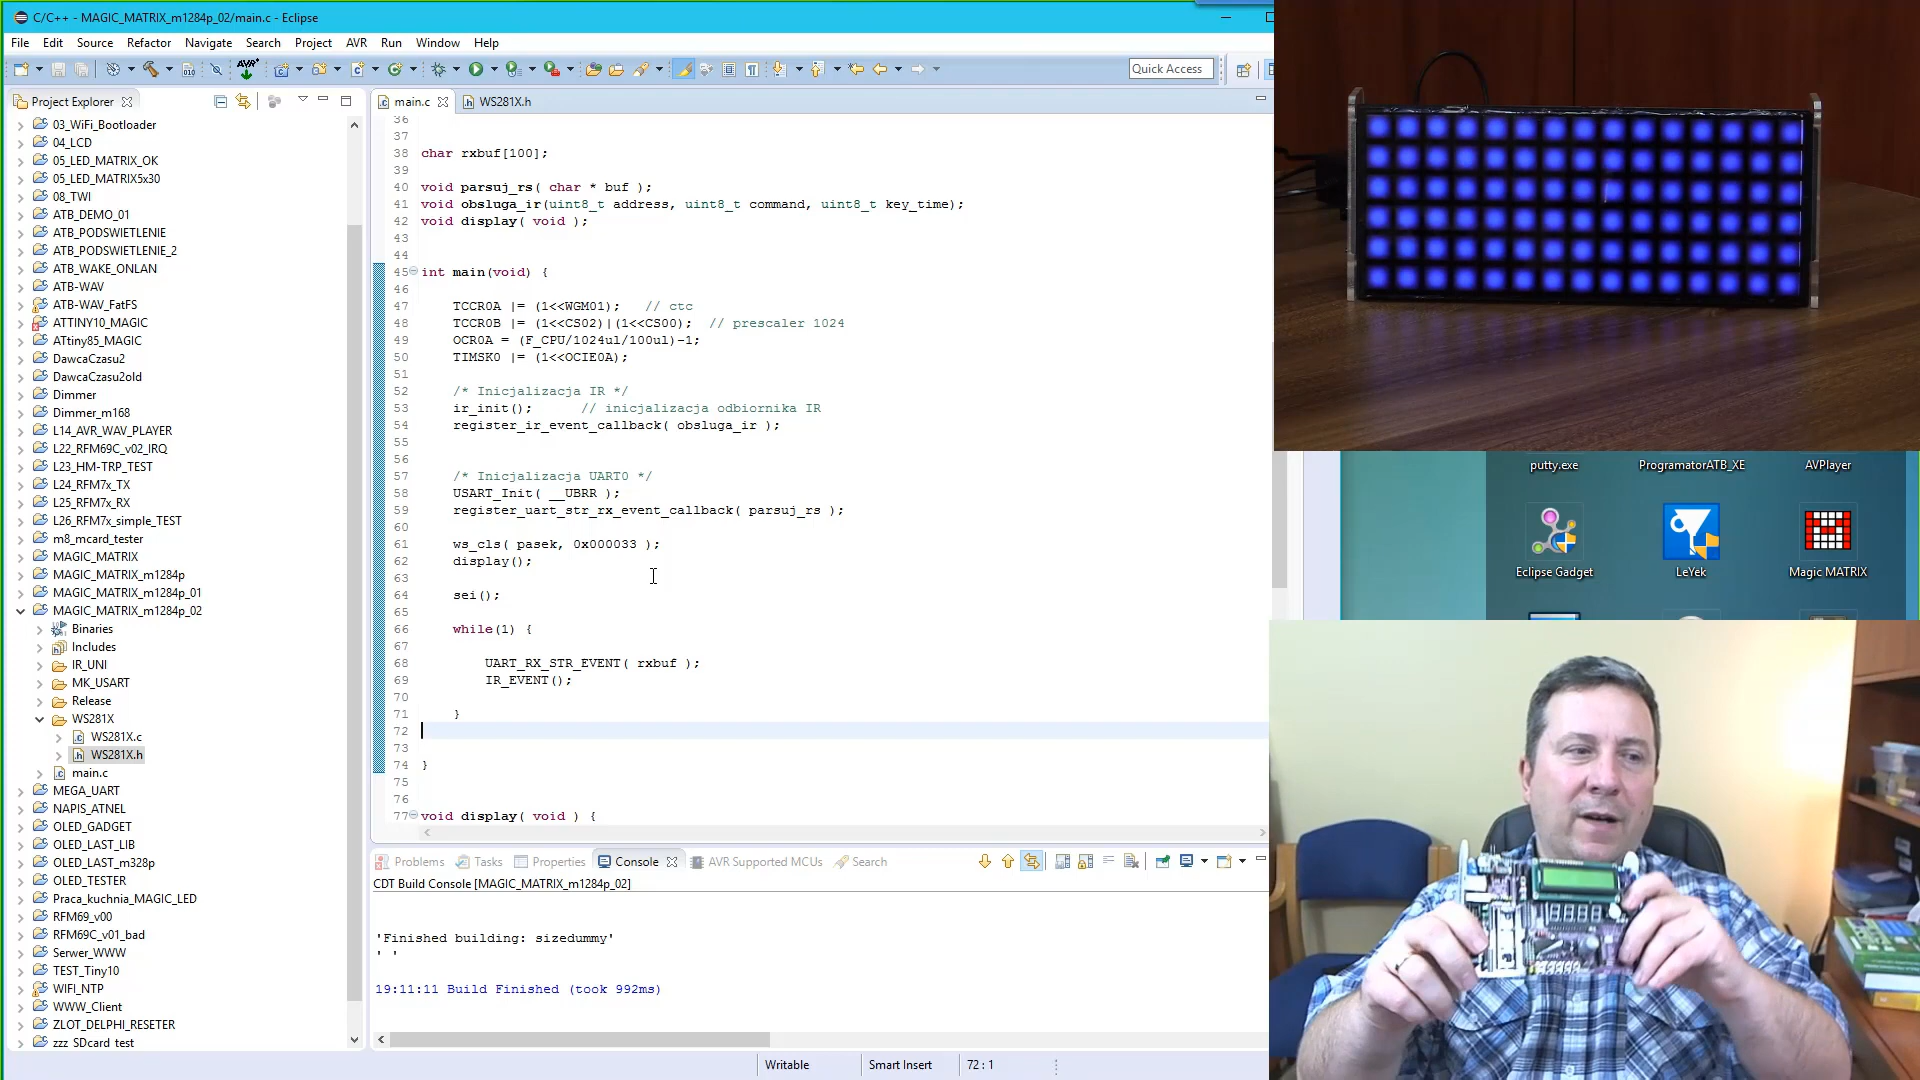 C/C++ - MAGIC_MATRIX_m1284p_02/main.c - Eclipse
File Edit Source Refactor Navigate Search Project AVR Run Window Help
Quick Access
Project Explorer
03_WiFi_Bootloader
04_LCD
05_LED_MATRIX_OK
05_LED_MATRIX5x30
08_TWI
ATB_DEMO_01
ATB_PODSWIETLENIE
ATB_PODSWIETLENIE_2
ATB_WAKE_ONLAN
ATB-WAV
ATB-WAV_FatFS
ATTINY10_MAGIC
ATtiny85_MAGIC
DawcaCzasu2
DawcaCzasu2old
Dimmer
Dimmer_m168
L14_AVR_WAV_PLAYER
L22_RFM69C_v02_IRQ
L23_HM-TRP_TEST
L24_RFM7x_TX
L25_RFM7x_RX
L26_RFM7x_simple_TEST
m8_mcard_tester
MAGIC_MATRIX
MAGIC_MATRIX_m1284p
MAGIC_MATRIX_m1284p_01
MAGIC_MATRIX_m1284p_02
Binaries
Includes
IR_UNI
MK_USART
Release
WS281X
WS281X.c
WS281X.h
main.c
MEGA_UART
NAPIS_ATNEL
OLED_GADGET
OLED_LAST_LIB
OLED_LAST_m328p
OLED_TESTER
Praca_kuchnia_MAGIC_LED
RFM69_v00
RFM69C_v01_bad
Serwer_WWW
TEST_Tiny10
WIFI_NTP
WWW_Client
ZLOT_DELPHI_RESETER
zzz_SDcard_test
main.c WS281X.h
36
37
38 char rxbuf[100];
39
40 void parsuj_rs( char * buf );
41 void obsluga_ir(uint8_t address, uint8_t command, uint8_t key_time);
42 void display( void );
43
44
45 int main(void) {
46
47 TCCR0A |= (1<<WGM01); // ctc
48 TCCR0B |= (1<<CS02)|(1<<CS00); // prescaler 1024
49 OCR0A = (F_CPU/1024ul/100ul)-1;
50 TIMSK0 |= (1<<OCIE0A);
51
52 /* Inicjalizacja IR */
53 ir_init(); // inicjalizacja odbiornika IR
54 register_ir_event_callback( obsluga_ir );
55
56
57 /* Inicjalizacja UART0 */
58 USART_Init( __UBRR );
59 register_uart_str_rx_event_callback( parsuj_rs );
60
61 ws_cls( pasek, 0x000033 );
62 display();
63
64 sei();
65
66 while(1) {
67
68 UART_RX_STR_EVENT( rxbuf );
69 IR_EVENT();
70
71 }
72
73
74 }
75
76
77 void display( void ) {
Problems Tasks Properties Console AVR Supported MCUs Search
CDT Build Console [MAGIC_MATRIX_m1284p_02]
'Finished building: sizedummy'
' '
19:11:11 Build Finished (took 992ms)
Writable Smart Insert 72 : 1
putty.exe ProgramatorATB_XE AVPlayer
Eclipse Gadget LeYek Magic MATRIX